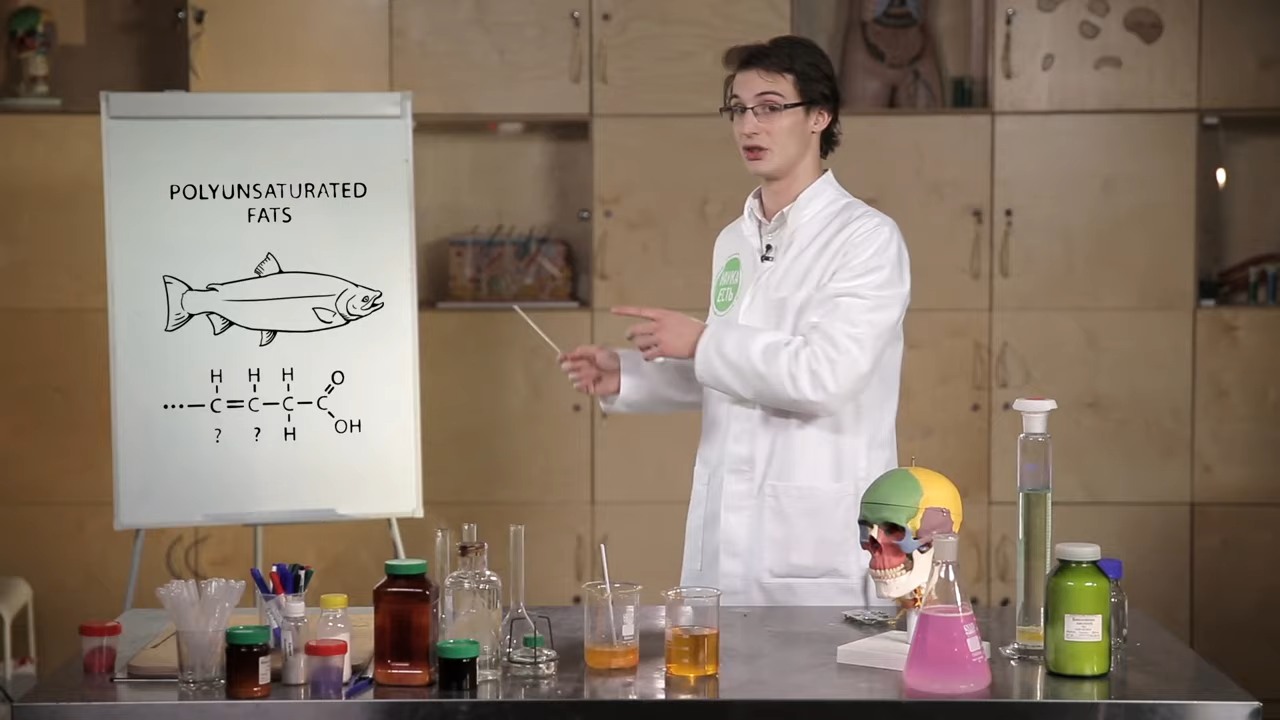 POLYUNSATURATED
FATS
H H H O
···—C=C—C—C
? ? H OH
НАУКА
ЕСТЬ